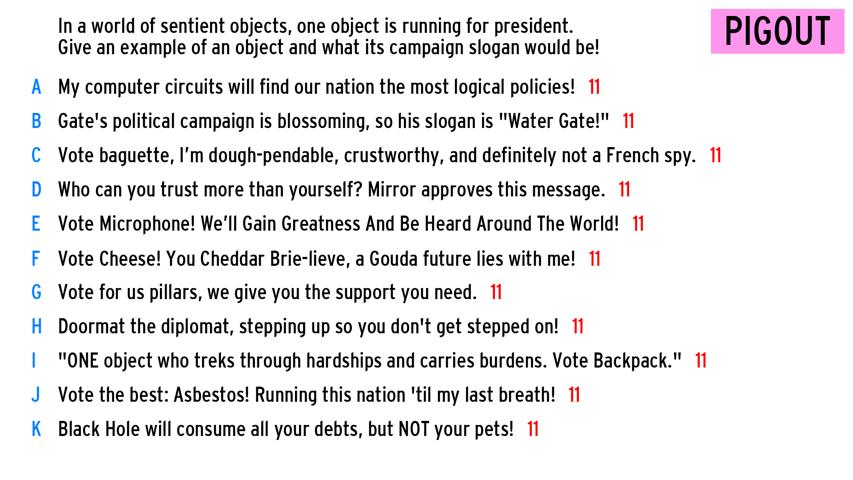 In a world of sentient objects, one object is running for president.
Give an example of an object and what its campaign slogan would be!
PIGOUT
A My computer circuits will find our nation the most logical policies! 11
B Gate's political campaign is blossoming, so his slogan is "Water Gate!" 11
C Vote baguette, I’m dough-pendable, crustworthy, and definitely not a French spy. 11
D Who can you trust more than yourself? Mirror approves this message. 11
E Vote Microphone! We’ll Gain Greatness And Be Heard Around The World! 11
F Vote Cheese! You Cheddar Brie-lieve, a Gouda future lies with me! 11
G Vote for us pillars, we give you the support you need. 11
H Doormat the diplomat, stepping up so you don't get stepped on! 11
I "ONE object who treks through hardships and carries burdens. Vote Backpack." 11
J Vote the best: Asbestos! Running this nation 'til my last breath! 11
K Black Hole will consume all your debts, but NOT your pets! 11